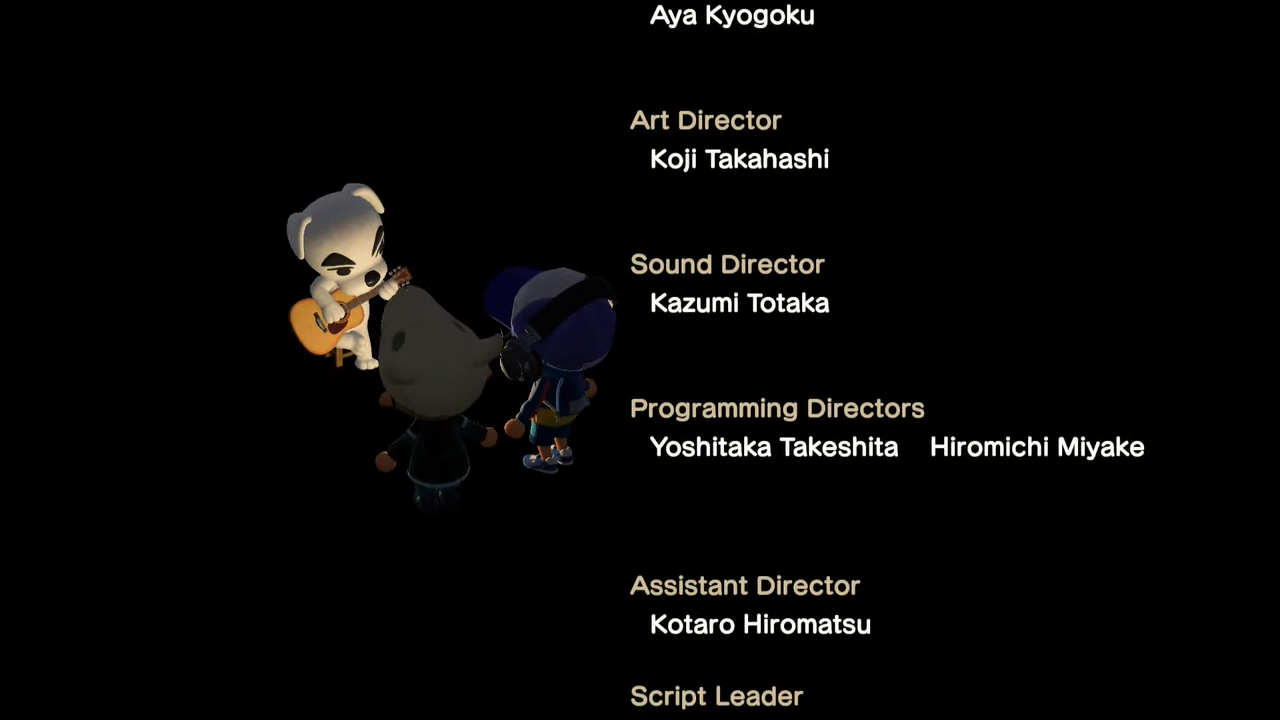 Aya Kyogoku
Art Director
Koji Takahashi
Sound Director
Kazumi Totaka
Programming Directors
Yoshitaka Takeshita Hiromichi Miyake
Assistant Director
Kotaro Hiromatsu
Script Leader